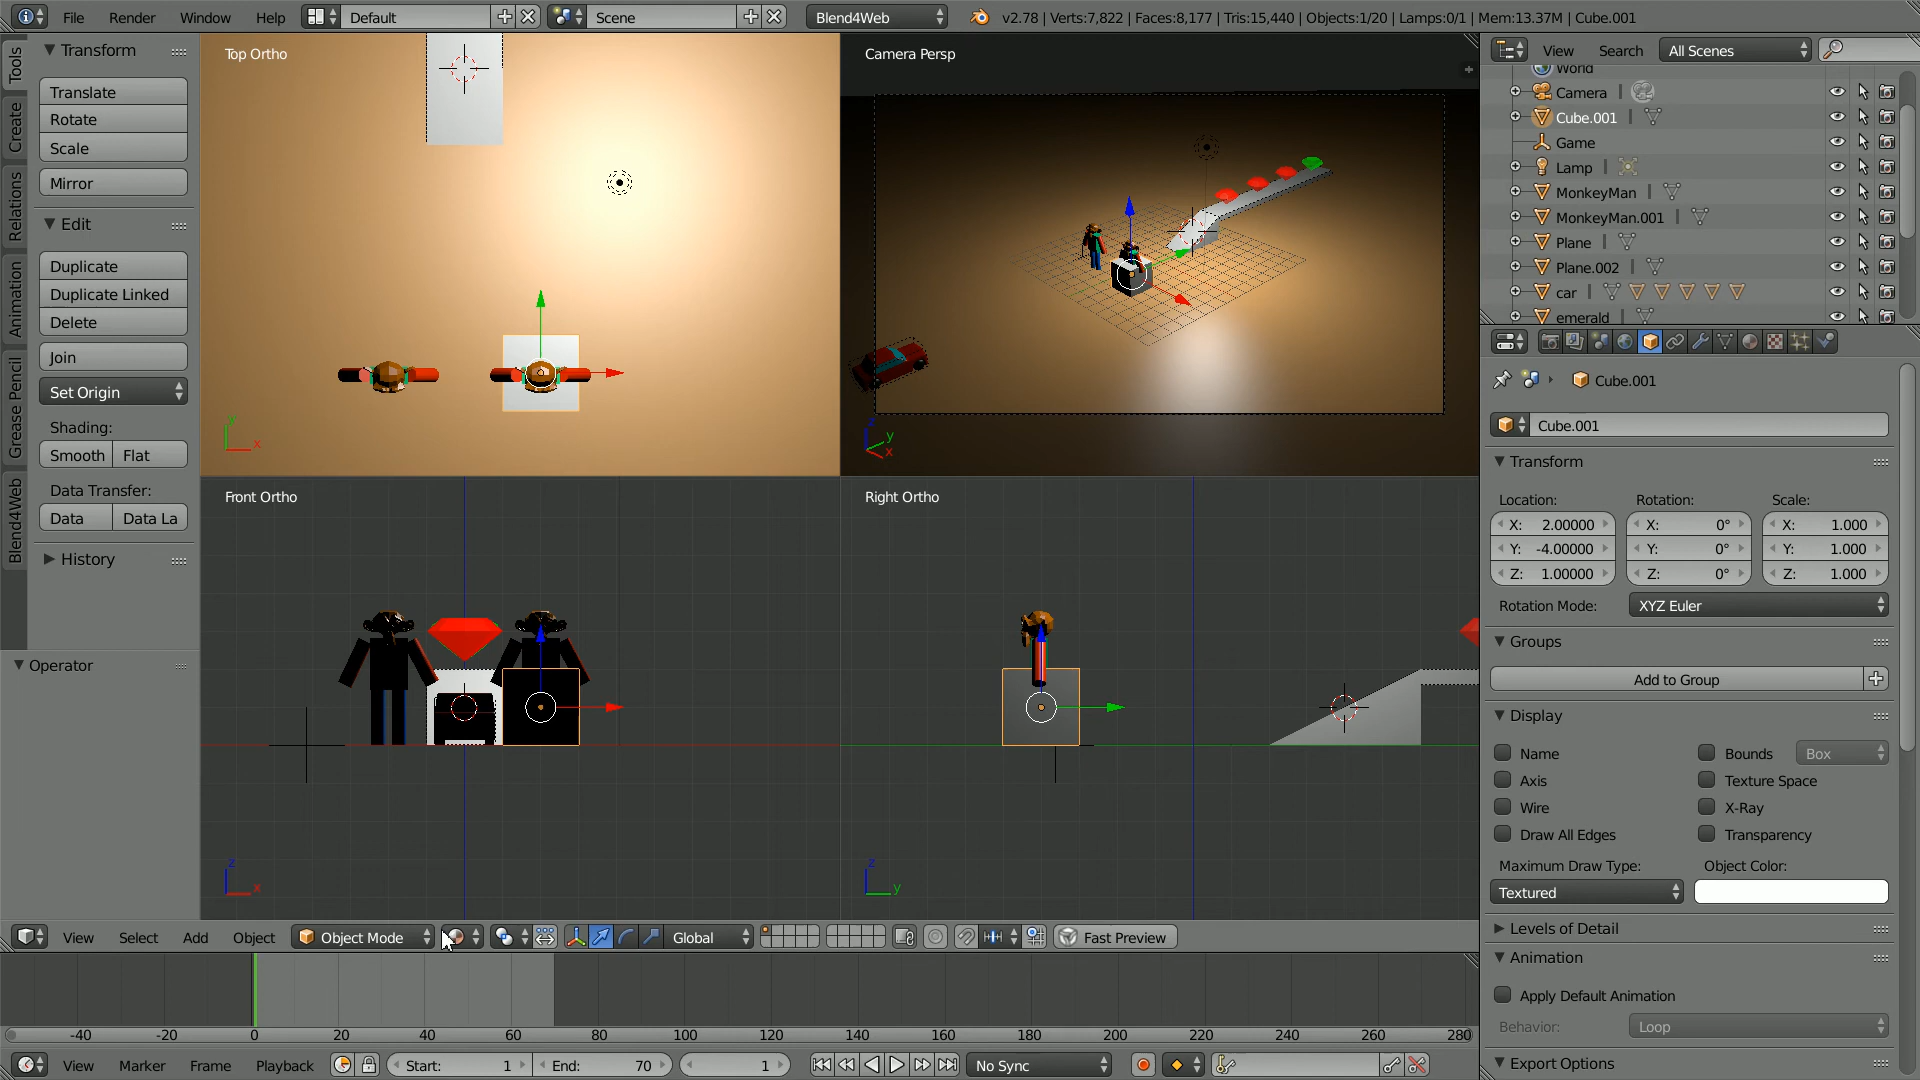 File Render Window Help Default Scene Blend4Web v2.78 | Verts:7,822 | Faces:8,177 | Tris:15,440 | Objects:1/20 | Lamps:0/1 | Mem:13.37M | Cube.001
Tools
Create
Relations
Animation
Grease Pencil
Blend4Web
Transform
Translate
Rotate
Scale
Mirror
Edit
Duplicate
Duplicate Linked
Delete
Join
Set Origin
Shading:
Smooth Flat
Data Transfer:
Data Data La
History
Operator
Top Ortho
y
x
Camera Persp
z
y
x
Front Ortho
z
x
Right Ortho
z
y
View Select Add Object Object Mode Global Fast Preview
-40 -20 0 20 40 60 80 100 120 140 160 180 200 220 240 260 280
View Marker Frame Playback Start: 1 End: 70 1 No Sync
View Search All Scenes
World
Camera
Cube.001
Game
Lamp
MonkeyMan
MonkeyMan.001
Plane
Plane.002
car
emerald
Cube.001
Cube.001
Transform
Location: Rotation: Scale:
X: 2.00000 X: 0° X: 1.000
Y: -4.00000 Y: 0° Y: 1.000
Z: 1.00000 Z: 0° Z: 1.000
Rotation Mode: XYZ Euler
Groups
Add to Group
Display
Name Bounds Box
Axis Texture Space
Wire X-Ray
Draw All Edges Transparency
Maximum Draw Type: Object Color:
Textured
Levels of Detail
Animation
Apply Default Animation
Behavior: Loop
Export Options